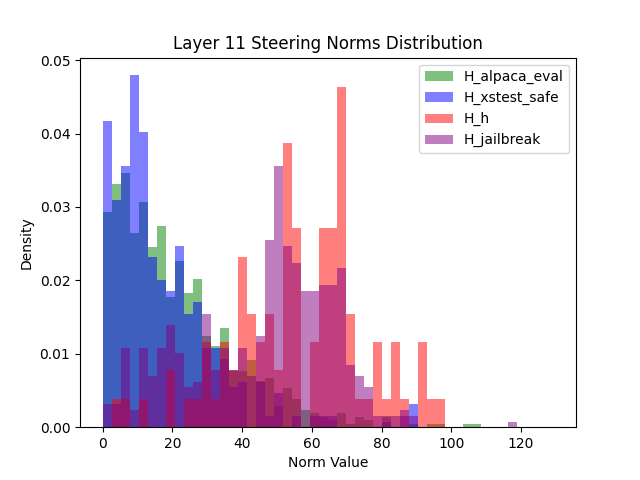 Layer 11 Steering Norms Distribution
H_alpaca_eval
H_xstest_safe
H_h
H_jailbreak
Density
0.05
0.04
0.03
0.02
0.01
0.00
0 20 40 60 80 100 120
Norm Value